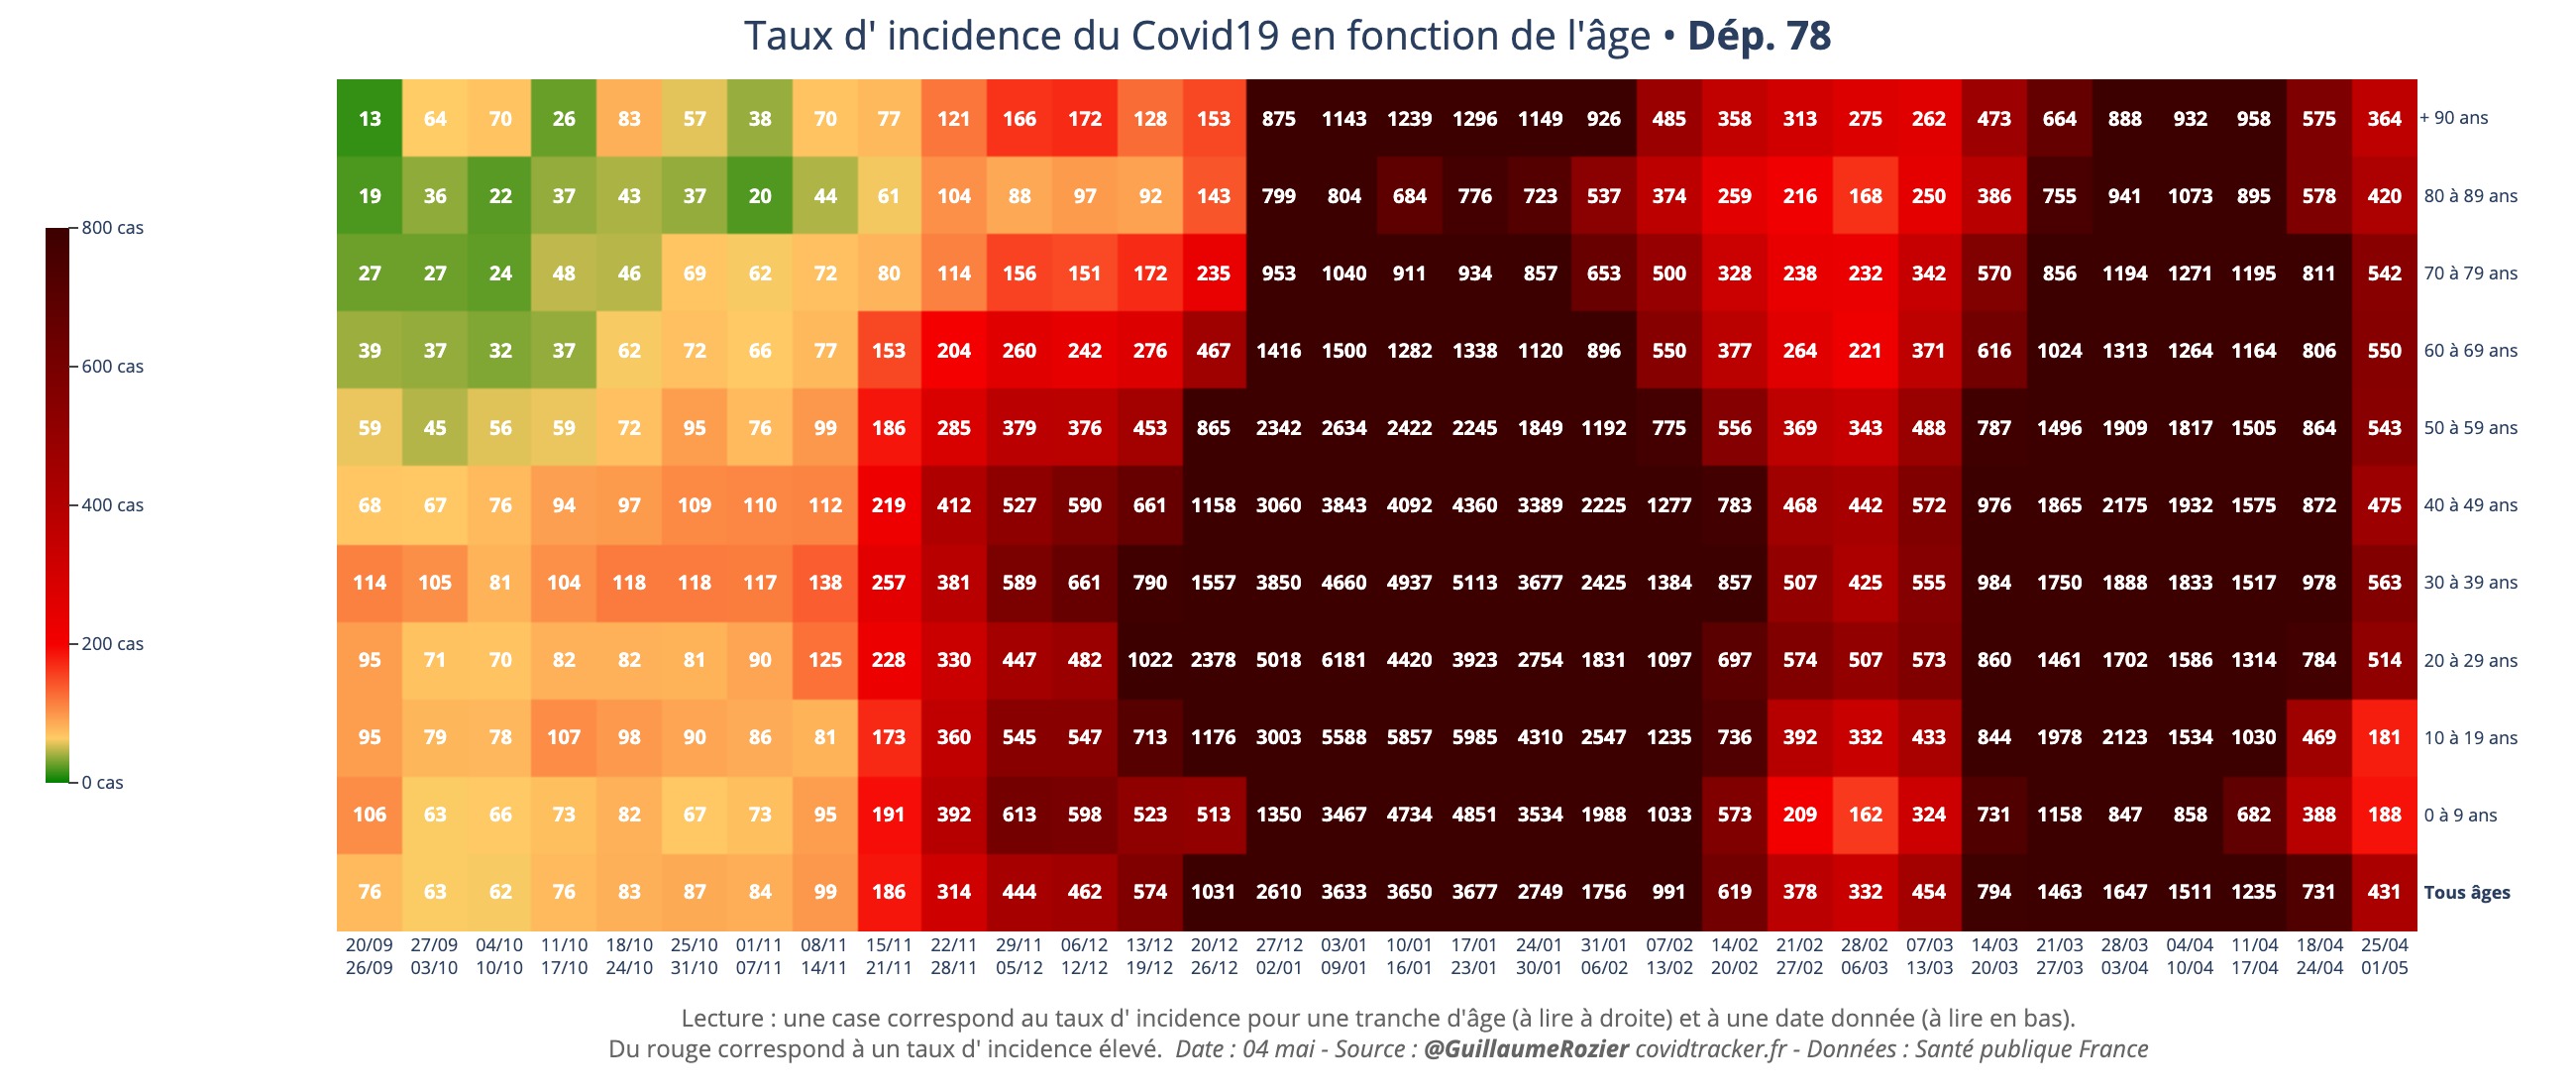 Taux d' incidence du Covid19 en fonction de l'âge • Dép. 78
800 cas
600 cas
400 cas
200 cas
0 cas
13 64 70 26 83 57 38 70 77 121 166 172 128 153 875 1143 1239 1296 1149 926 485 358 313 275 262 473 664 888 932 958 575 364 + 90 ans
19 36 22 37 43 37 20 44 61 104 88 97 92 143 799 804 684 776 723 537 374 259 216 168 250 386 755 941 1073 895 578 420 80 à 89 ans
27 27 24 48 46 69 62 72 80 114 156 151 172 235 953 1040 911 934 857 653 500 328 238 232 342 570 856 1194 1271 1195 811 542 70 à 79 ans
39 37 32 37 62 72 66 77 153 204 260 242 276 467 1416 1500 1282 1338 1120 896 550 377 264 221 371 616 1024 1313 1264 1164 806 550 60 à 69 ans
59 45 56 59 72 95 76 99 186 285 379 376 453 865 2342 2634 2422 2245 1849 1192 775 556 369 343 488 787 1496 1909 1817 1505 864 543 50 à 59 ans
68 67 76 94 97 109 110 112 219 412 527 590 661 1158 3060 3843 4092 4360 3389 2225 1277 783 468 442 572 976 1865 2175 1932 1575 872 475 40 à 49 ans
114 105 81 104 118 118 117 138 257 381 589 661 790 1557 3850 4660 4937 5113 3677 2425 1384 857 507 425 555 984 1750 1888 1833 1517 978 563 30 à 39 ans
95 71 70 82 82 81 90 125 228 330 447 482 1022 2378 5018 6181 4420 3923 2754 1831 1097 697 574 507 573 860 1461 1702 1586 1314 784 514 20 à 29 ans
95 79 78 107 98 90 86 81 173 360 545 547 713 1176 3003 5588 5857 5985 4310 2547 1235 736 392 332 433 844 1978 2123 1534 1030 469 181 10 à 19 ans
106 63 66 73 82 67 73 95 191 392 613 598 523 513 1350 3467 4734 4851 3534 1988 1033 573 209 162 324 731 1158 847 858 682 388 188 0 à 9 ans
76 63 62 76 83 87 84 99 186 314 444 462 574 1031 2610 3633 3650 3677 2749 1756 991 619 378 332 454 794 1463 1647 1511 1235 731 431 Tous âges
20/09 27/09 04/10 11/10 18/10 25/10 01/11 08/11 15/11 22/11 29/11 06/12 13/12 20/12 27/12 03/01 10/01 17/01 24/01 31/01 07/02 14/02 21/02 28/02 07/03 14/03 21/03 28/03 04/04 11/04 18/04 25/04
26/09 03/10 10/10 17/10 24/10 31/10 07/11 14/11 21/11 28/11 05/12 12/12 19/12 26/12 02/01 09/01 16/01 23/01 30/01 06/02 13/02 20/02 27/02 06/03 13/03 20/03 27/03 03/04 10/04 17/04 24/04 01/05
Lecture : une case correspond au taux d' incidence pour une tranche d'âge (à lire à droite) et à une date donnée (à lire en bas).
Du rouge correspond à un taux d' incidence élevé. Date : 04 mai - Source : @GuillaumeRozier covidtracker.fr - Données : Santé publique France